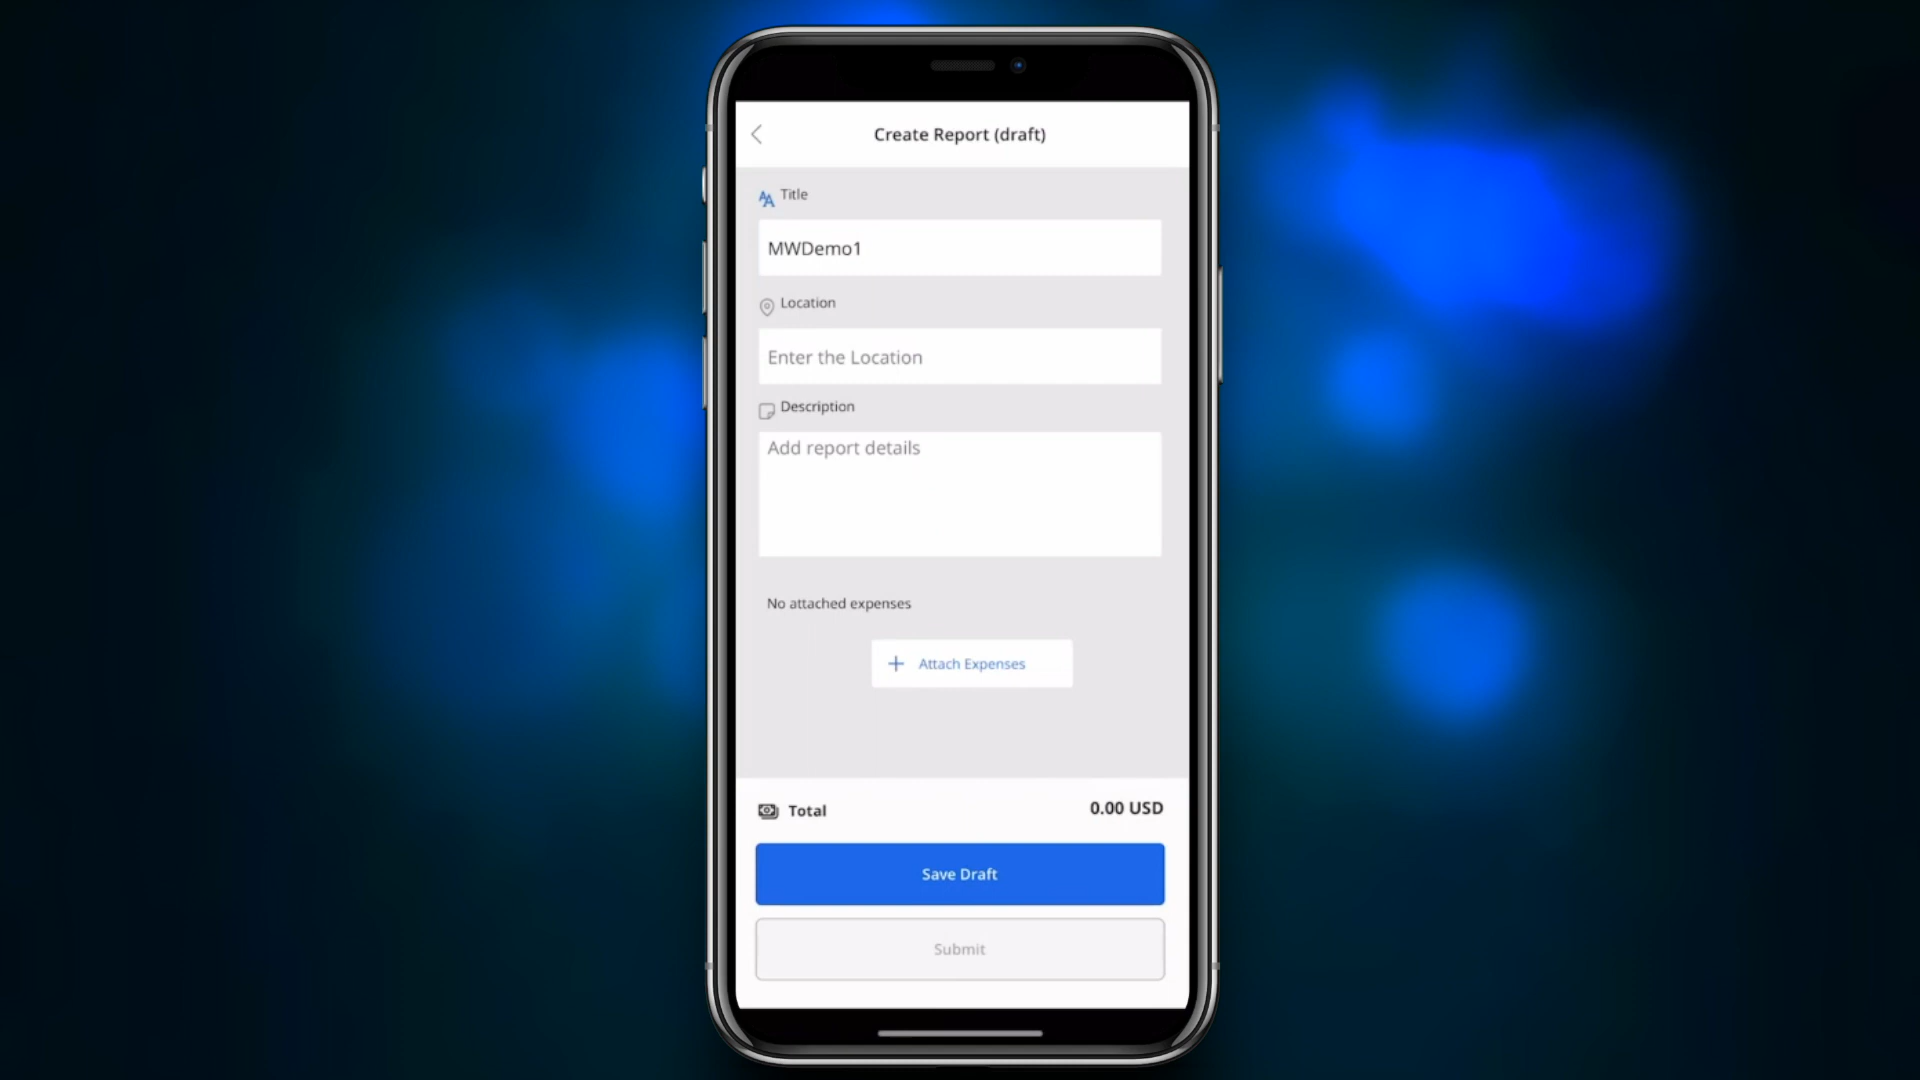 Create Report (draft)
Title
MWDemo1
Location
Enter the Location
Description
Add report details
No attached expenses
+ Attach Expenses
Total
0.00 USD
Save Draft
Submit